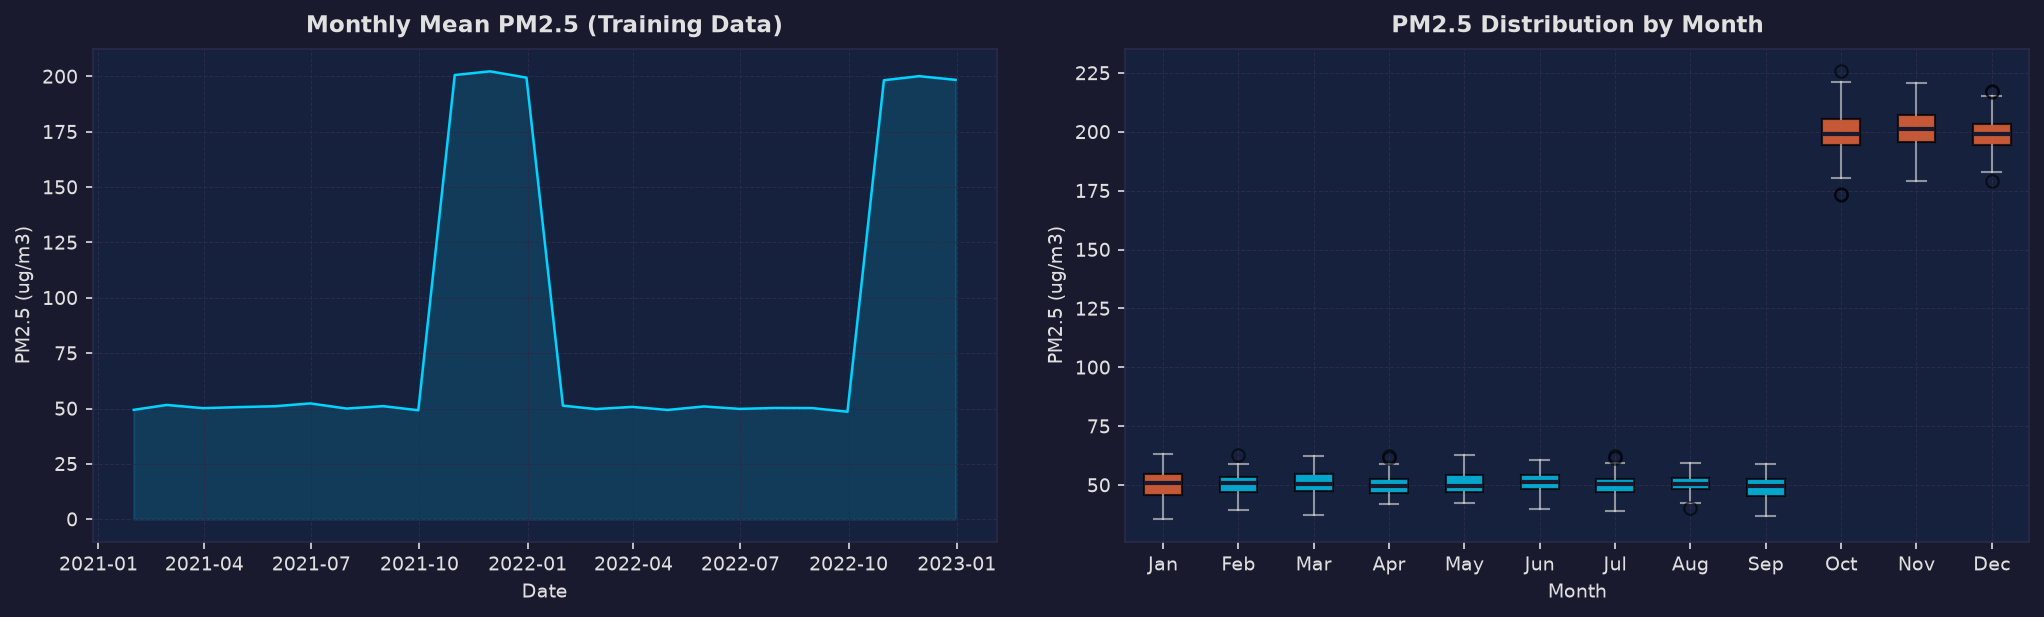 Monthly Mean PM2.5 (Training Data)
PM2.5 (ug/m3)
200
175
150
125
100
75
50
25
0
2021-01 2021-04 2021-07 2021-10 2022-01 2022-04 2022-07 2022-10 2023-01
Date
PM2.5 Distribution by Month
PM2.5 (ug/m3)
225
200
175
150
125
100
75
50
Jan Feb Mar Apr May Jun Jul Aug Sep Oct Nov Dec
Month